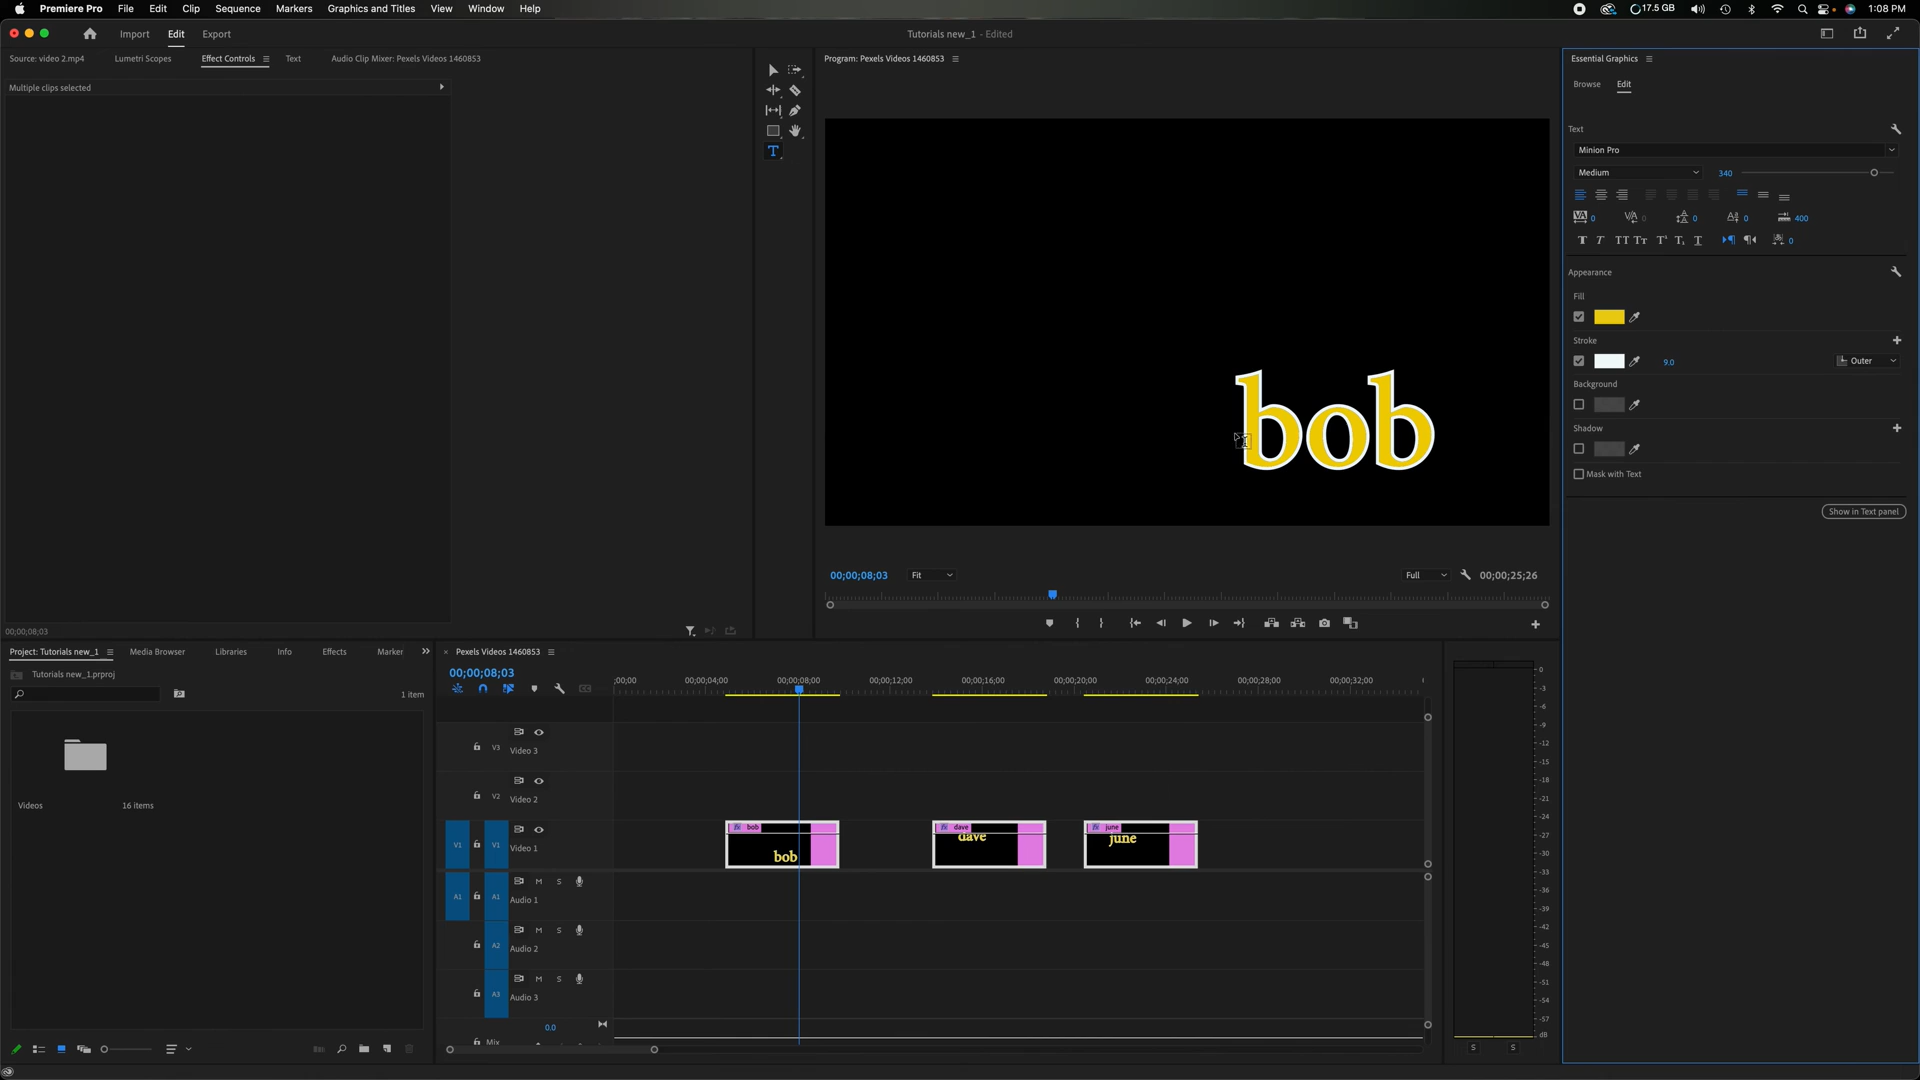 Premiere Pro File Edit Clip Sequence Markers Graphics and Titles View Window Help 17.5 GB 1:08 PM
Import Edit Export Tutorials new_1 - Edited
Source: video 2.mp4 Lumetri Scopes Effect Controls Text Audio Clip Mixer: Pexels Videos 1460853
Multiple clips selected
00;00;08;03
Program: Pexels Videos 1460853
bob
00;00;08;03 Fit Full 00;00;25;26
Essential Graphics
Browse Edit
Text
Minion Pro
Medium 340
0 0 0 0 400
0
Appearance
Fill
Stroke
9.0 Outer
Background
Shadow
Mask with Text
Show in Text panel
Project: Tutorials new_1 Media Browser Libraries Info Effects Marker
Tutorials new_1.prproj
1 item
Videos 16 items
Pexels Videos 1460853
00;00;08;03
:00;00 00;00;04;00 00;00;08;00 00;00;12;00 00;00;16;00 00;00;20;00 00;00;24;00 00;00;28;00 00;00;32;00
V3 Video 3
V2 Video 2
V1 V1 Video 1
fx bob
bob
fx dave
dave
fx june
june
A1 A1 M S Audio 1
A2 M S Audio 2
A3 M S Audio 3
0.0
Mix
0
-3
-6
-9
-12
-15
-18
-21
-24
-27
-30
-33
-36
-39
-42
-45
-48
-51
-54
-57
dB
S S